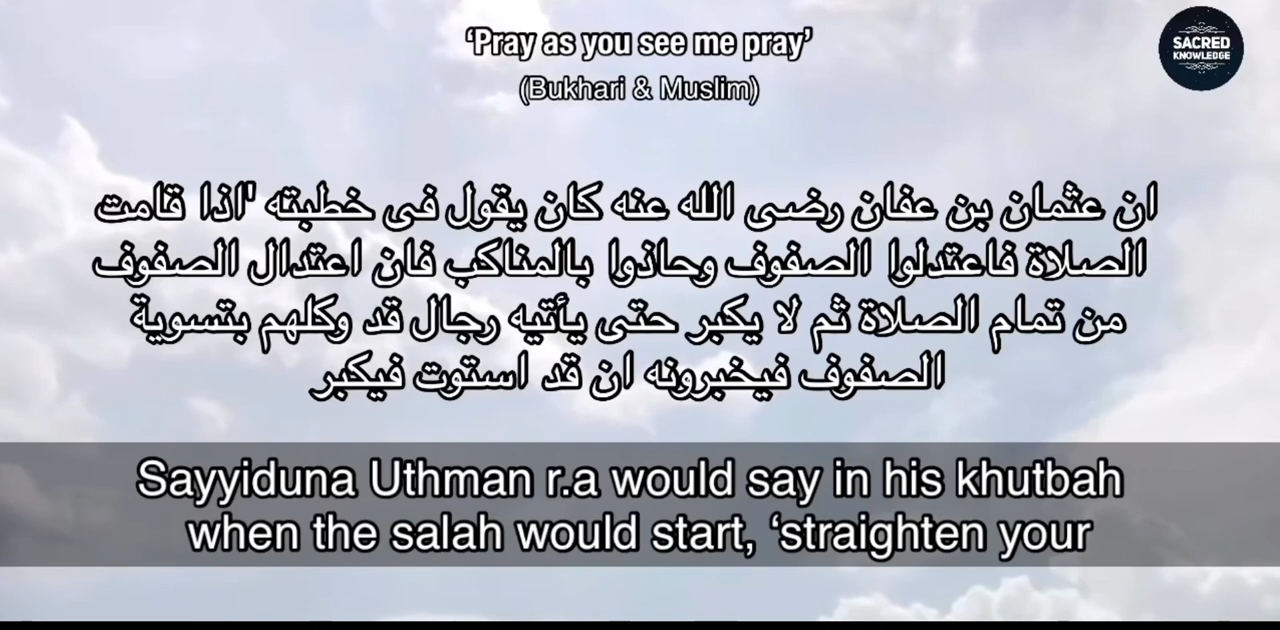 ‘Pray as you see me pray’
(Bukhari & Muslim)
SACRED
KNOWLEDGE
ان عثمان بن عفان رضى الله عنه كان يقول فى خطبته "اذا قامت
الصلاة فاعتدلوا الصفوف وحاذوا بالمناكب فان اعتدال الصفوف
من تمام الصلاة ثم لا يكبر حتى يأتيه رجال قد وكلهم بتسوية
الصفوف فيخبرونه ان قد استوت فيكبر
Sayyiduna Uthman r.a would say in his khutbah
when the salah would start, ‘straighten your